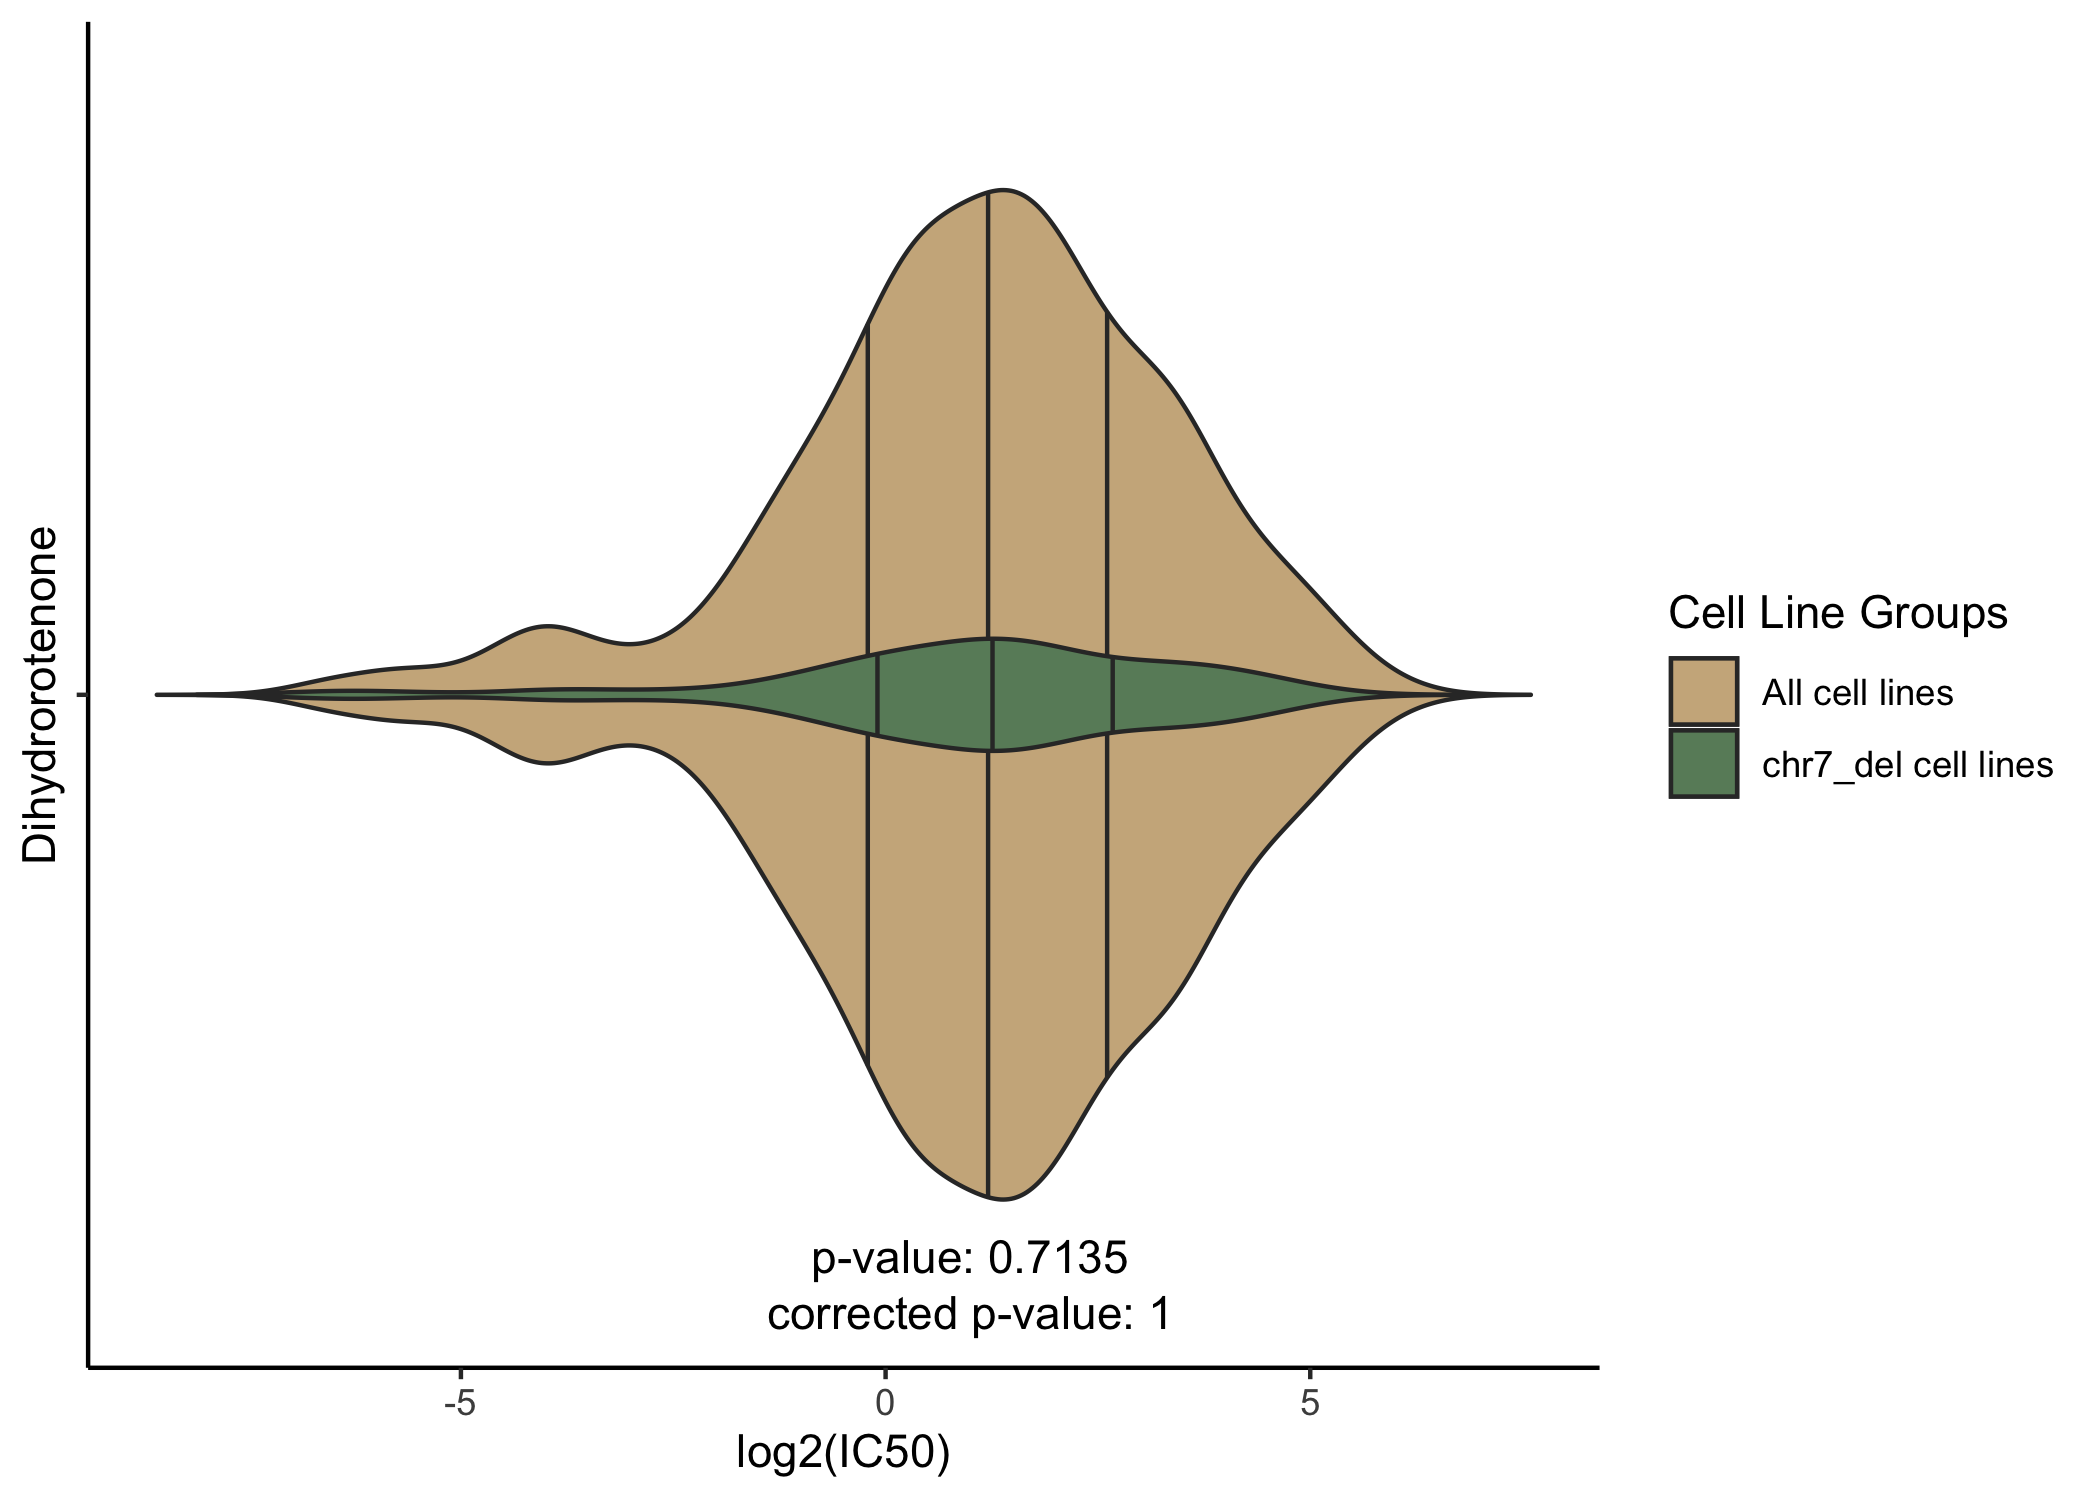 Dihydrorotenone
p-value: 0.7135
corrected p-value: 1
-5
0
5
log2(IC50)
Cell Line Groups
All cell lines
chr7_del cell lines